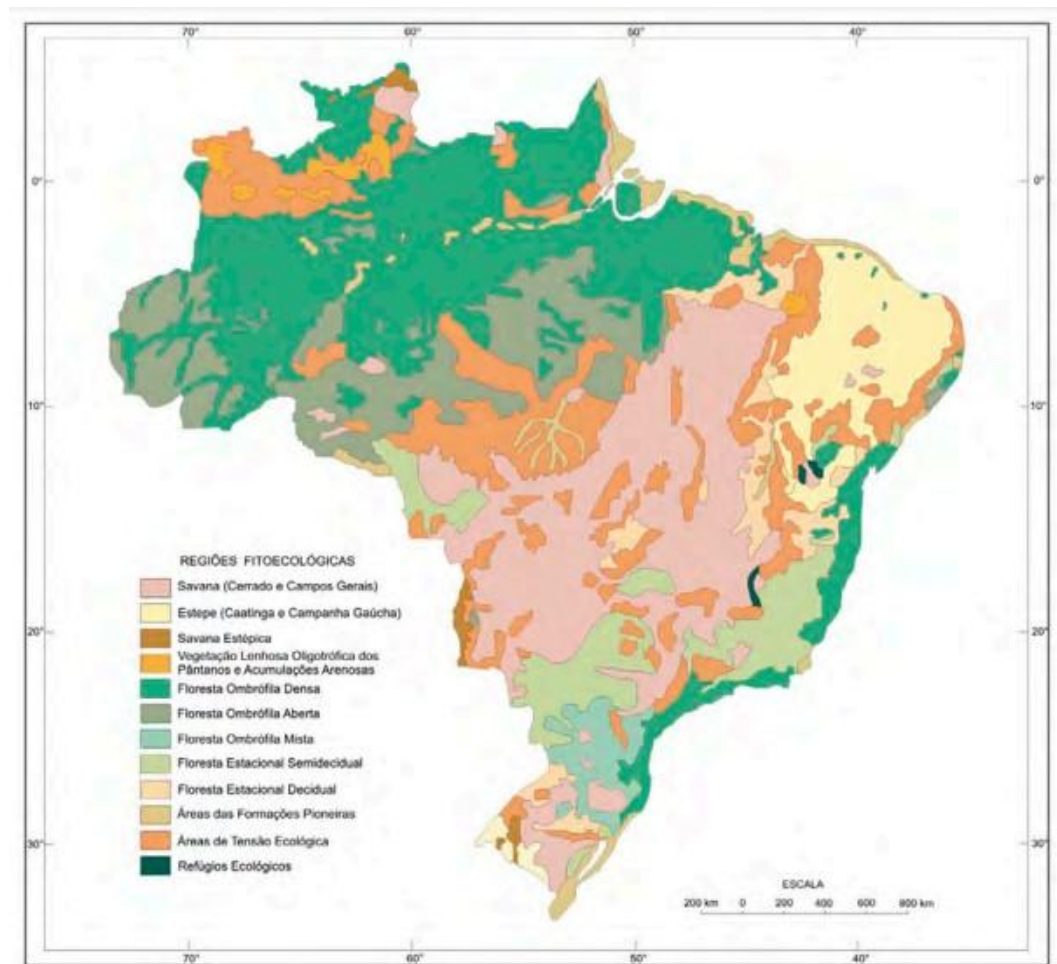 70° 60° 50° 40°
0° 0°
10° 10°
REGIÕES FITOECOLÓGICAS
Savana (Cerrado e Campos Gerais)
Estepe (Caatinga e Campanha Gaúcha)
Savana Estépica
Vegetação Lenhosa Oligotrófica dos
Pântanos e Acumulações Arenosas
Floresta Ombrófila Densa
Floresta Ombrófila Aberta
Floresta Ombrófila Mista
Floresta Estacional Semidecidual
Floresta Estacional Decidual
Áreas das Formações Pioneiras
Áreas de Tensão Ecológica
Refúgios Ecológicos
20° 20°
30° 30°
ESCALA
200 km 0 200 400 600 800 km
70° 60° 50° 40°